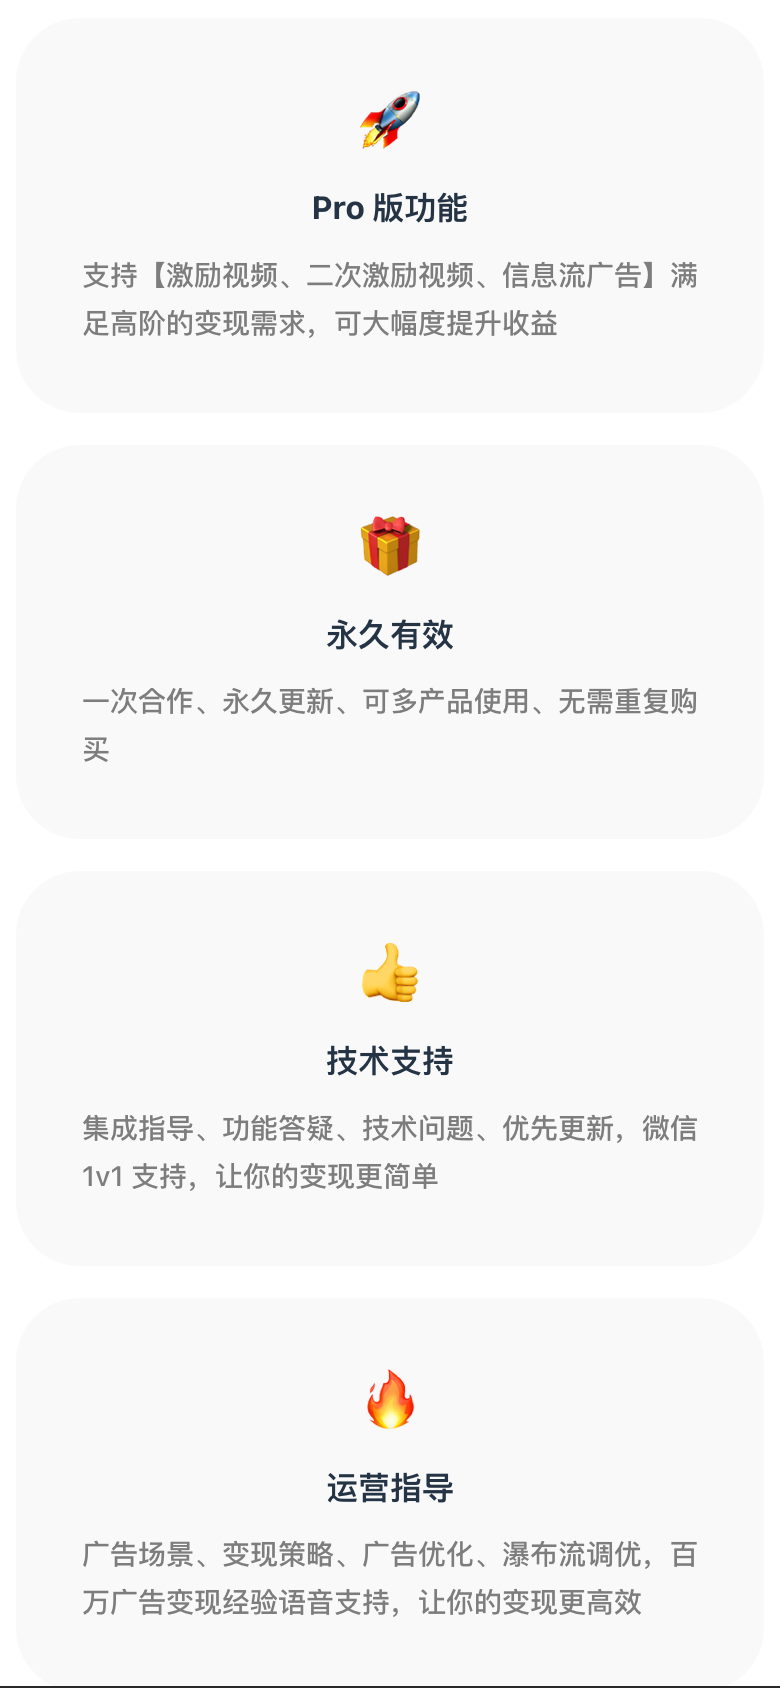 Pro 版功能
支持【激励视频、二次激励视频、信息流广告】满
足高阶的变现需求，可大幅度提升收益
永久有效
一次合作、永久更新、可多产品使用、无需重复购
买
技术支持
集成指导、功能答疑、技术问题、优先更新，微信
1v1 支持，让你的变现更简单
运营指导
广告场景、变现策略、广告优化、瀑布流调优，百
万广告变现经验语音支持，让你的变现更高效